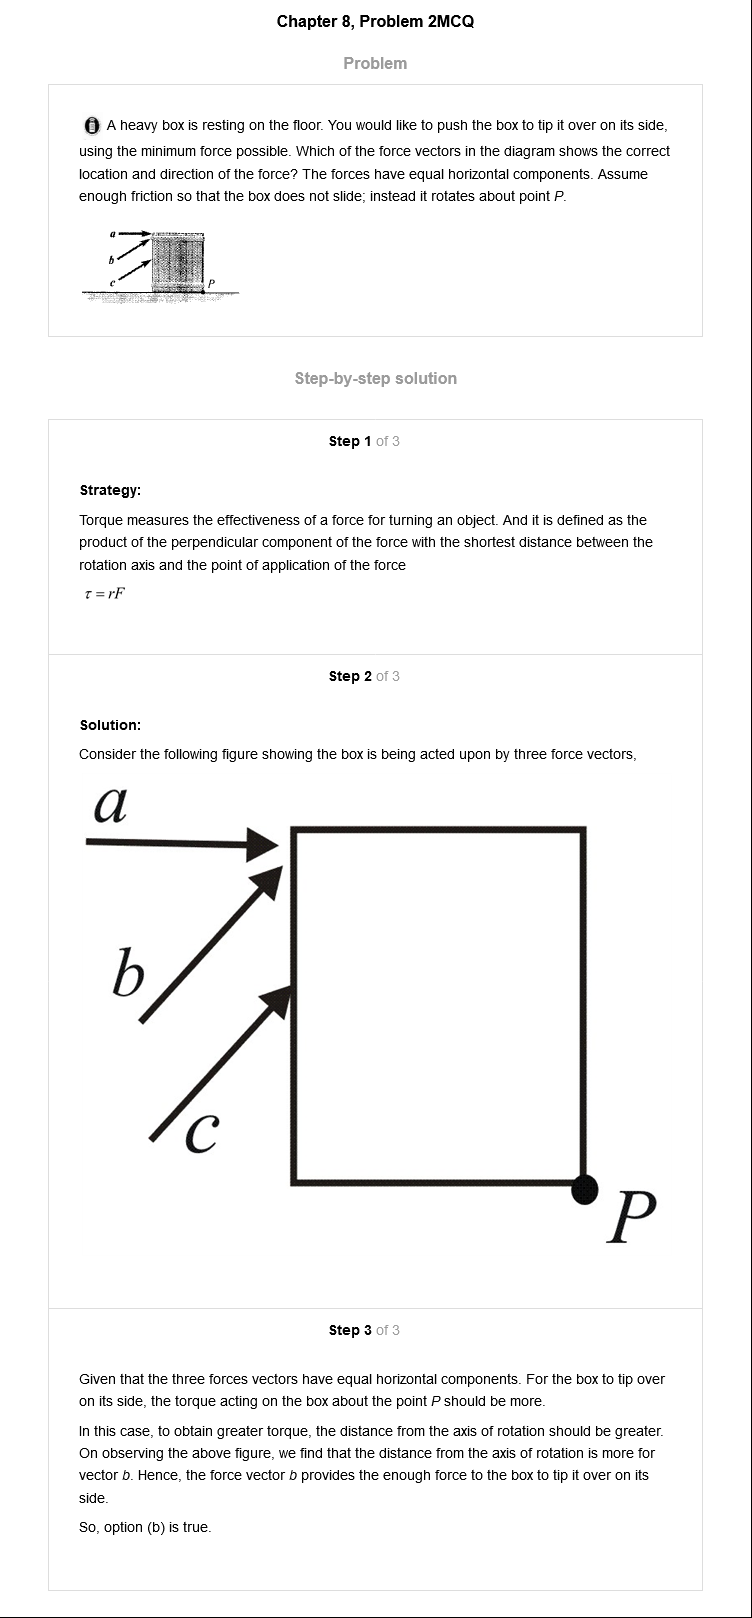 Chapter 8, Problem 2MCQ
Problem
A heavy box is resting on the floor. You would like to push the box to tip it over on its side,
using the minimum force possible. Which of the force vectors in the diagram shows the correct
location and direction of the force? The forces have equal horizontal components. Assume
enough friction so that the box does not slide; instead it rotates about point P.
a
b
c
P
Step-by-step solution
Step 1 of 3
Strategy:
Torque measures the effectiveness of a force for turning an object. And it is defined as the
product of the perpendicular component of the force with the shortest distance between the
rotation axis and the point of application of the force
τ = rF
Step 2 of 3
Solution:
Consider the following figure showing the box is being acted upon by three force vectors,
a
b
c
P
Step 3 of 3
Given that the three forces vectors have equal horizontal components. For the box to tip over
on its side, the torque acting on the box about the point P should be more.
In this case, to obtain greater torque, the distance from the axis of rotation should be greater.
On observing the above figure, we find that the distance from the axis of rotation is more for
vector b. Hence, the force vector b provides the enough force to the box to tip it over on its
side.
So, option (b) is true.